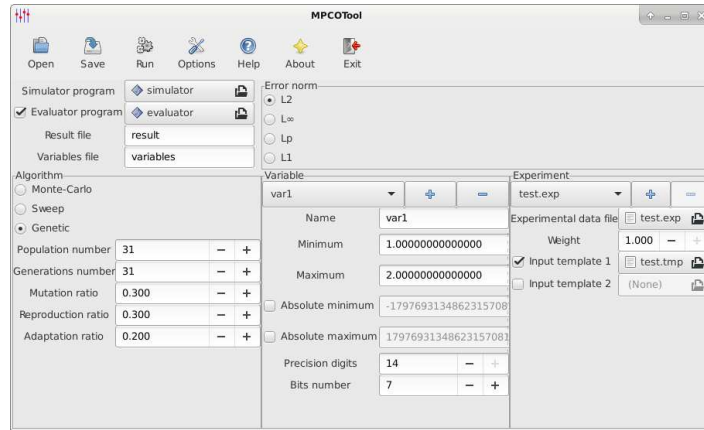 MPCOTool
Open Save Run Options Help About Exit
Simulator program simulator
Evaluator program evaluator
Result file result
Variables file variables
Error norm
L2
L∞
Lp
L1
Algorithm
Monte-Carlo
Sweep
Genetic
Population number 31
Generations number 31
Mutation ratio 0.300
Reproduction ratio 0.300
Adaptation ratio 0.200
Variable
var1
Name var1
Minimum 1.00000000000000
Maximum 2.00000000000000
Absolute minimum -1797693134862315708
Absolute maximum 17976931348623157081
Precision digits 14
Bits number 7
Experiment
test.exp
Experimental data file test.exp
Weight 1.000
Input template 1 test.tmp
Input template 2 (None)